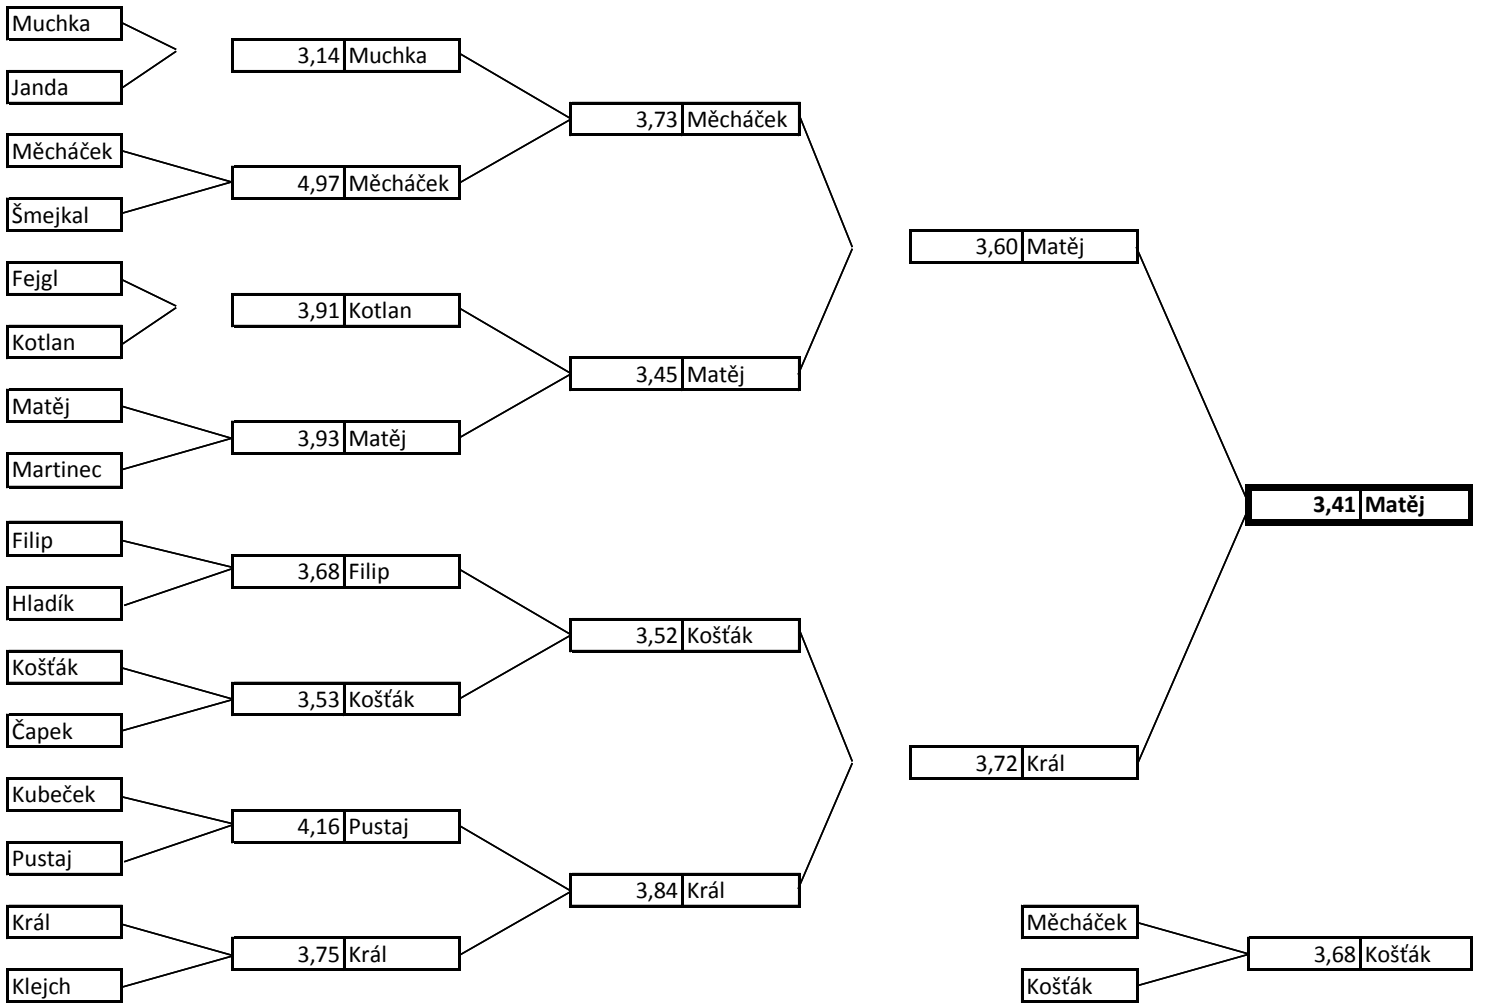 Muchka
3,14 Muchka
Janda
3,73 Měcháček
Měcháček
4,97 Měcháček
Šmejkal
3,60 Matěj
Fejgl
3,91 Kotlan
Kotlan
3,45 Matěj
Matěj
3,93 Matěj
Martinec
3,41 Matěj
Filip
3,68 Filip
Hladík
3,52 Košťák
Košťák
3,53 Košťák
Čapek
3,72 Král
Kubeček
4,16 Pustaj
Pustaj
3,84 Král
Král
3,75 Král
Klejch
Měcháček
3,68 Košťák
Košťák